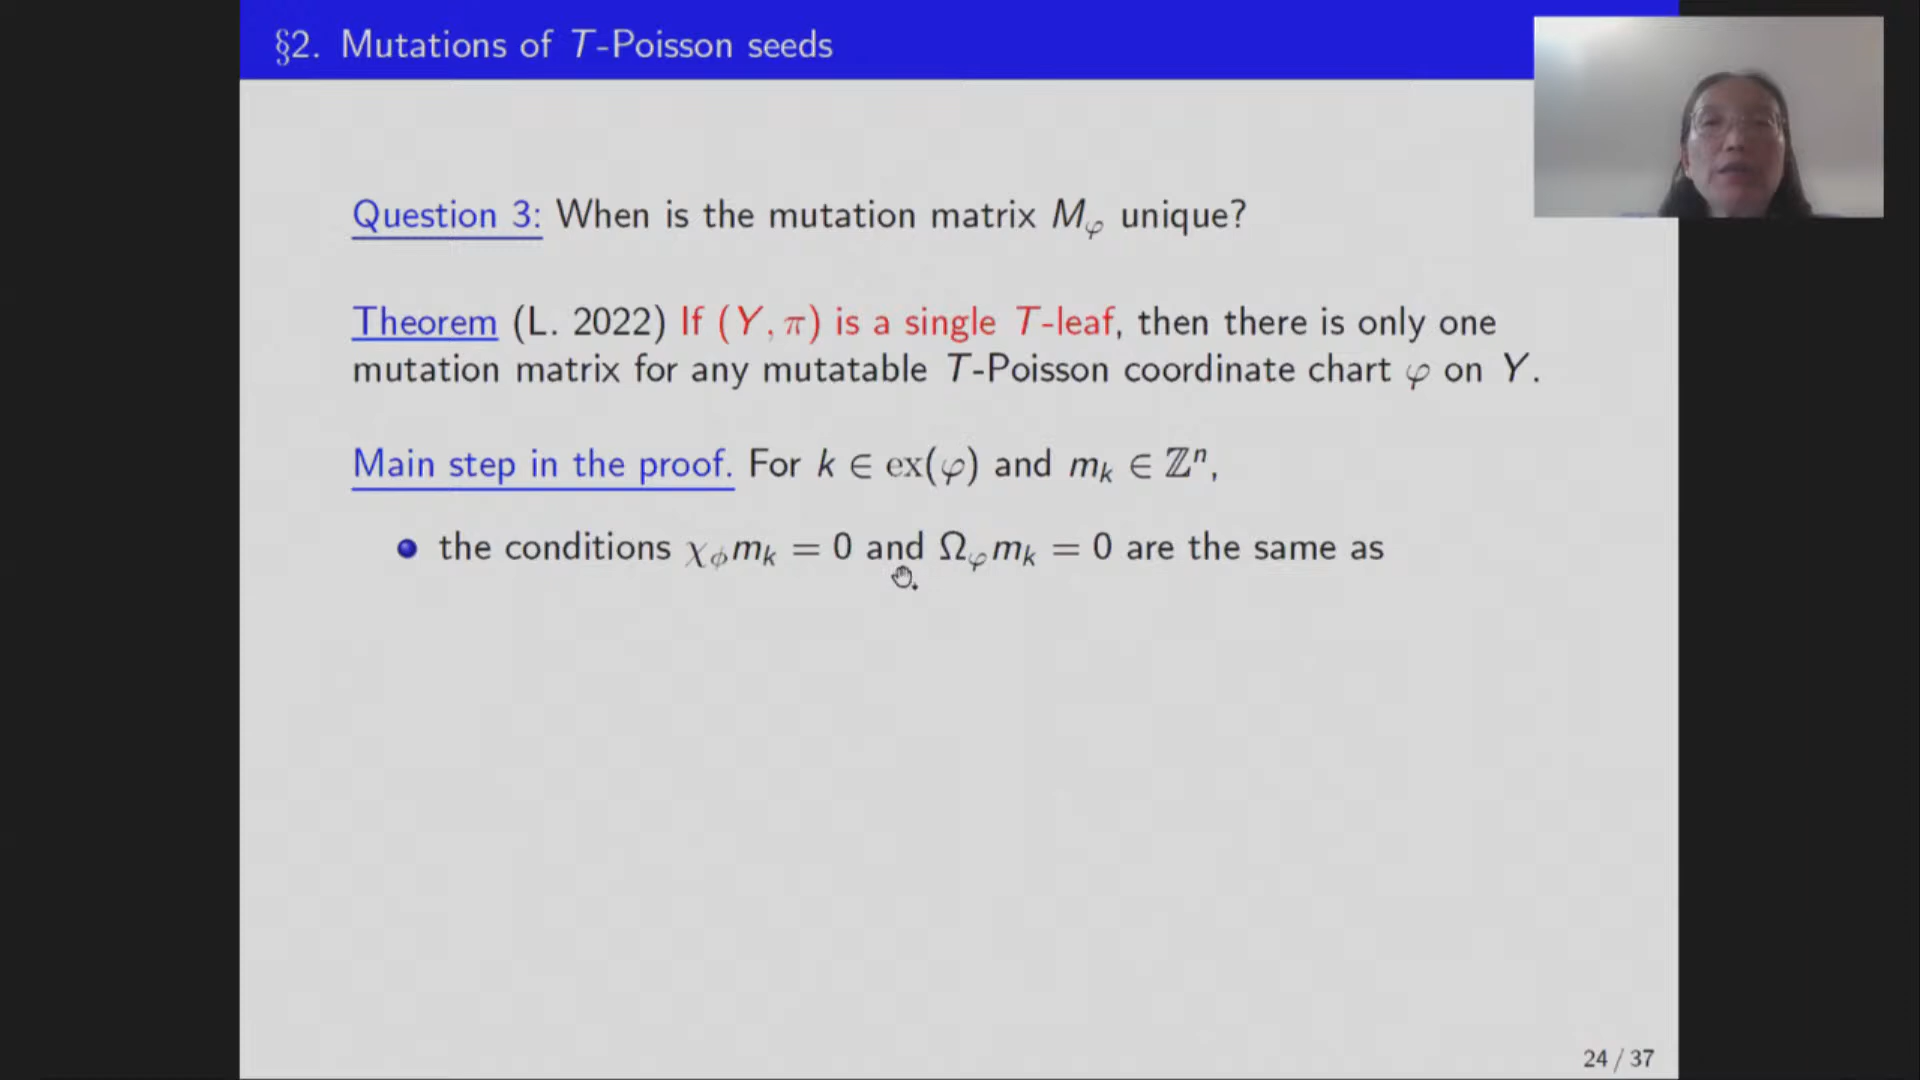 §2. Mutations of T-Poisson seeds
Question 3: When is the mutation matrix M_φ unique?
Theorem (L. 2022) If (Y, π) is a single T-leaf, then there is only one
mutation matrix for any mutatable T-Poisson coordinate chart φ on Y.
Main step in the proof. For k ∈ ex(φ) and m_k ∈ ℤⁿ,
the conditions χ_ϕ m_k = 0 and Ω_φ m_k = 0 are the same as
24 / 37